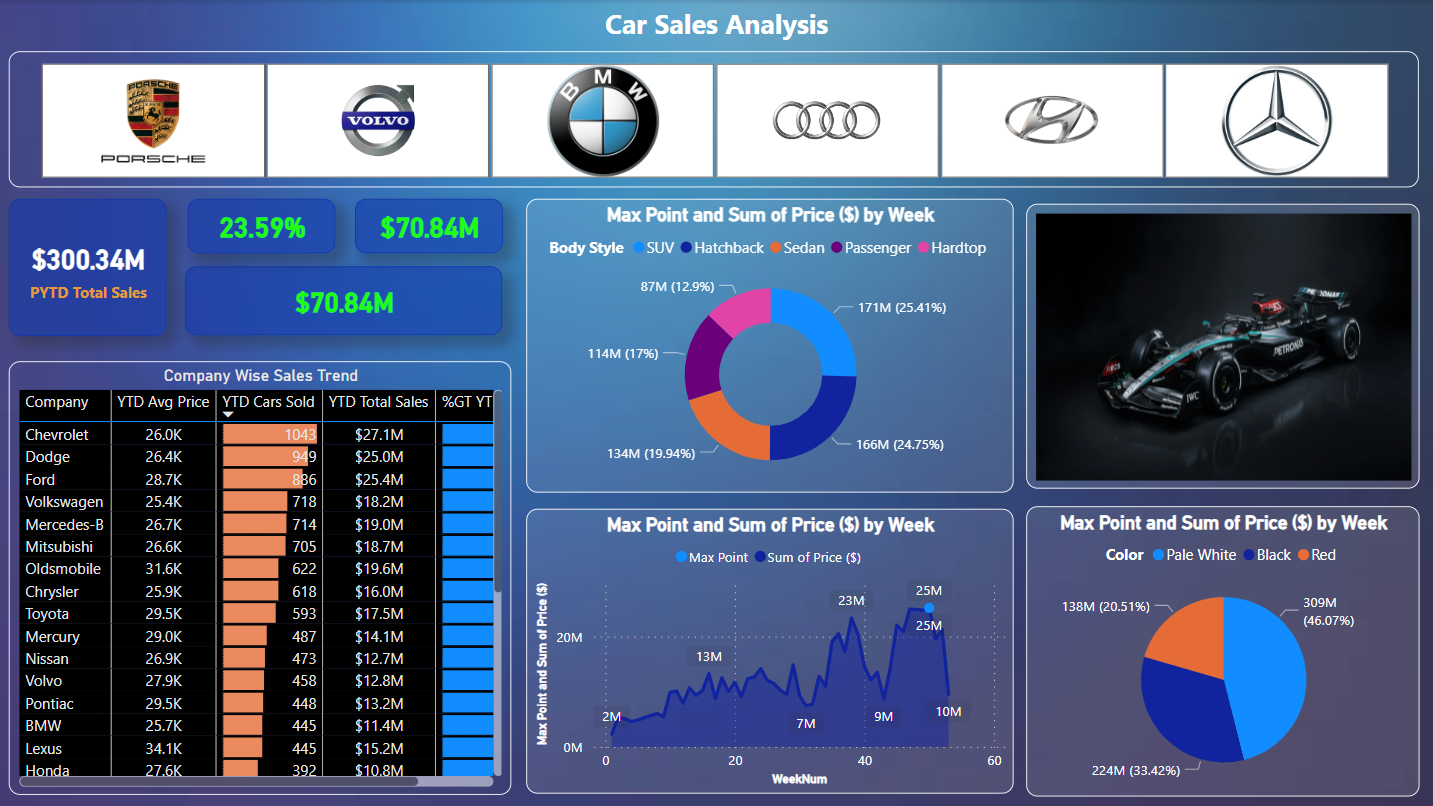 Car Sales Analysis
PORSCHE
PORSCHE
VOLVO
BMW
$300.34M
PYTD Total Sales
23.59%
$70.84M
$70.84M
Company Wise Sales Trend
Company YTD Avg Price YTD Cars Sold YTD Total Sales %GT YT
Chevrolet 26.0K 1043 $27.1M
Dodge 26.4K 949 $25.0M
Ford 28.7K 886 $25.4M
Volkswagen 25.4K 718 $18.2M
Mercedes-B 26.7K 714 $19.0M
Mitsubishi 26.6K 705 $18.7M
Oldsmobile 31.6K 622 $19.6M
Chrysler 25.9K 618 $16.0M
Toyota 29.5K 593 $17.5M
Mercury 29.0K 487 $14.1M
Nissan 26.9K 473 $12.7M
Volvo 27.9K 458 $12.8M
Pontiac 29.5K 448 $13.2M
BMW 25.7K 445 $11.4M
Lexus 34.1K 445 $15.2M
Honda 27.6K 392 $10.8M
Max Point and Sum of Price ($) by Week
Body Style SUV Hatchback Sedan Passenger Hardtop
87M (12.9%)
171M (25.41%)
114M (17%)
134M (19.94%)
166M (24.75%)
Max Point and Sum of Price ($) by Week
Max Point Sum of Price ($)
Max Point and Sum of Price ($)
25M
23M
25M
20M
13M
2M
7M
9M
10M
0M
0 20 40 60
WeekNum
PETRONAS
PETRONAS
IWC
Max Point and Sum of Price ($) by Week
Color Pale White Black Red
138M (20.51%)
309M
(46.07%)
224M (33.42%)